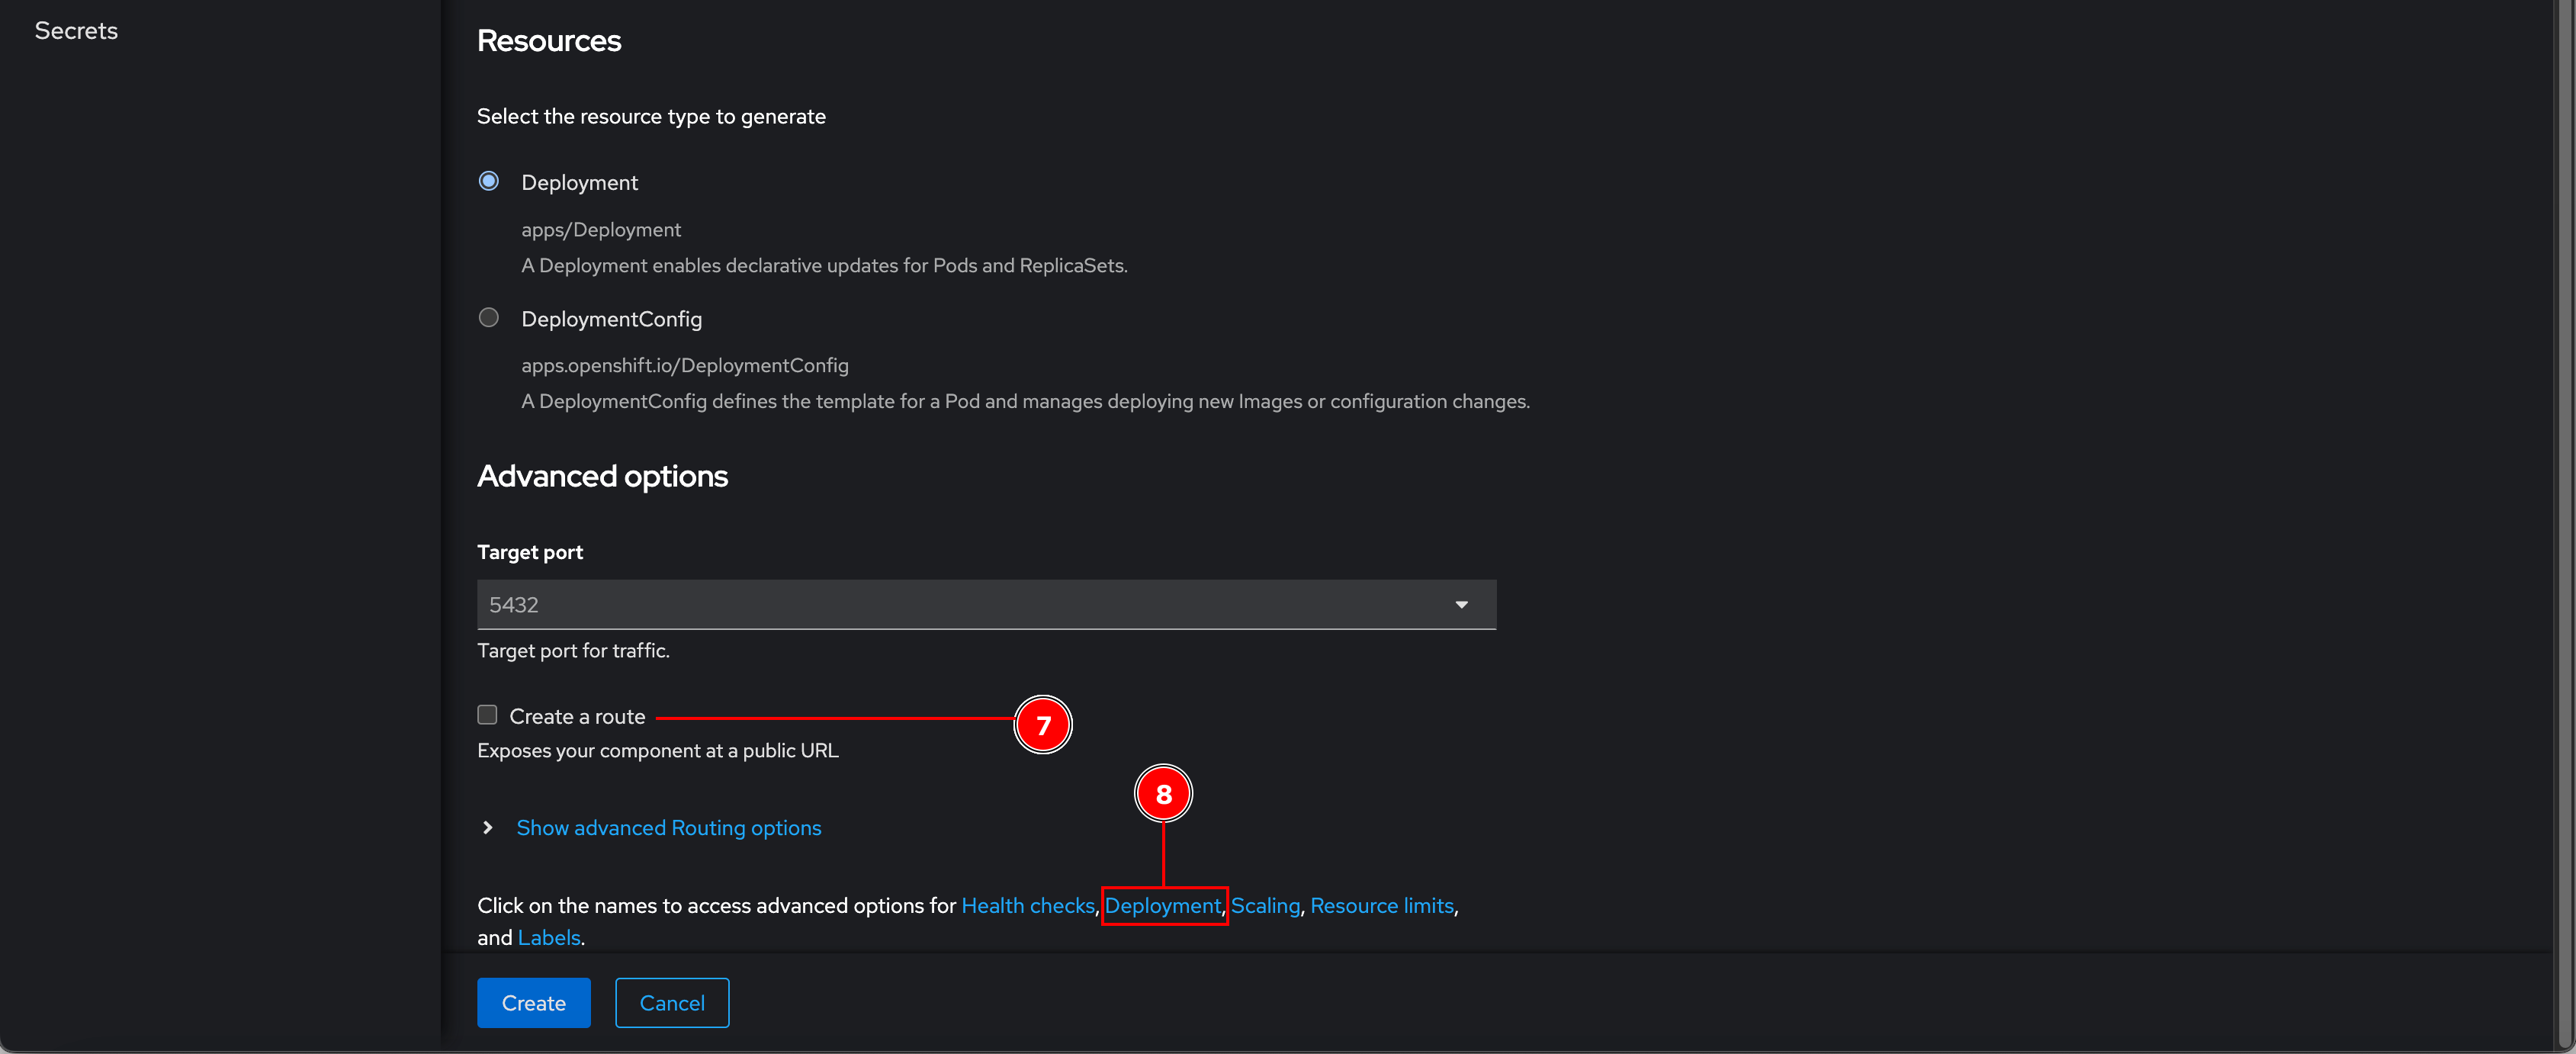 Secrets
Resources
Select the resource type to generate
Deployment
apps/Deployment
A Deployment enables declarative updates for Pods and ReplicaSets.
DeploymentConfig
apps.openshift.io/DeploymentConfig
A DeploymentConfig defines the template for a Pod and manages deploying new Images or configuration changes.
Advanced options
Target port
5432
Target port for traffic.
Create a route
7
Exposes your component at a public URL
8
Show advanced Routing options
Click on the names to access advanced options for Health checks, Deployment, Scaling, Resource limits,
and Labels.
Create Cancel